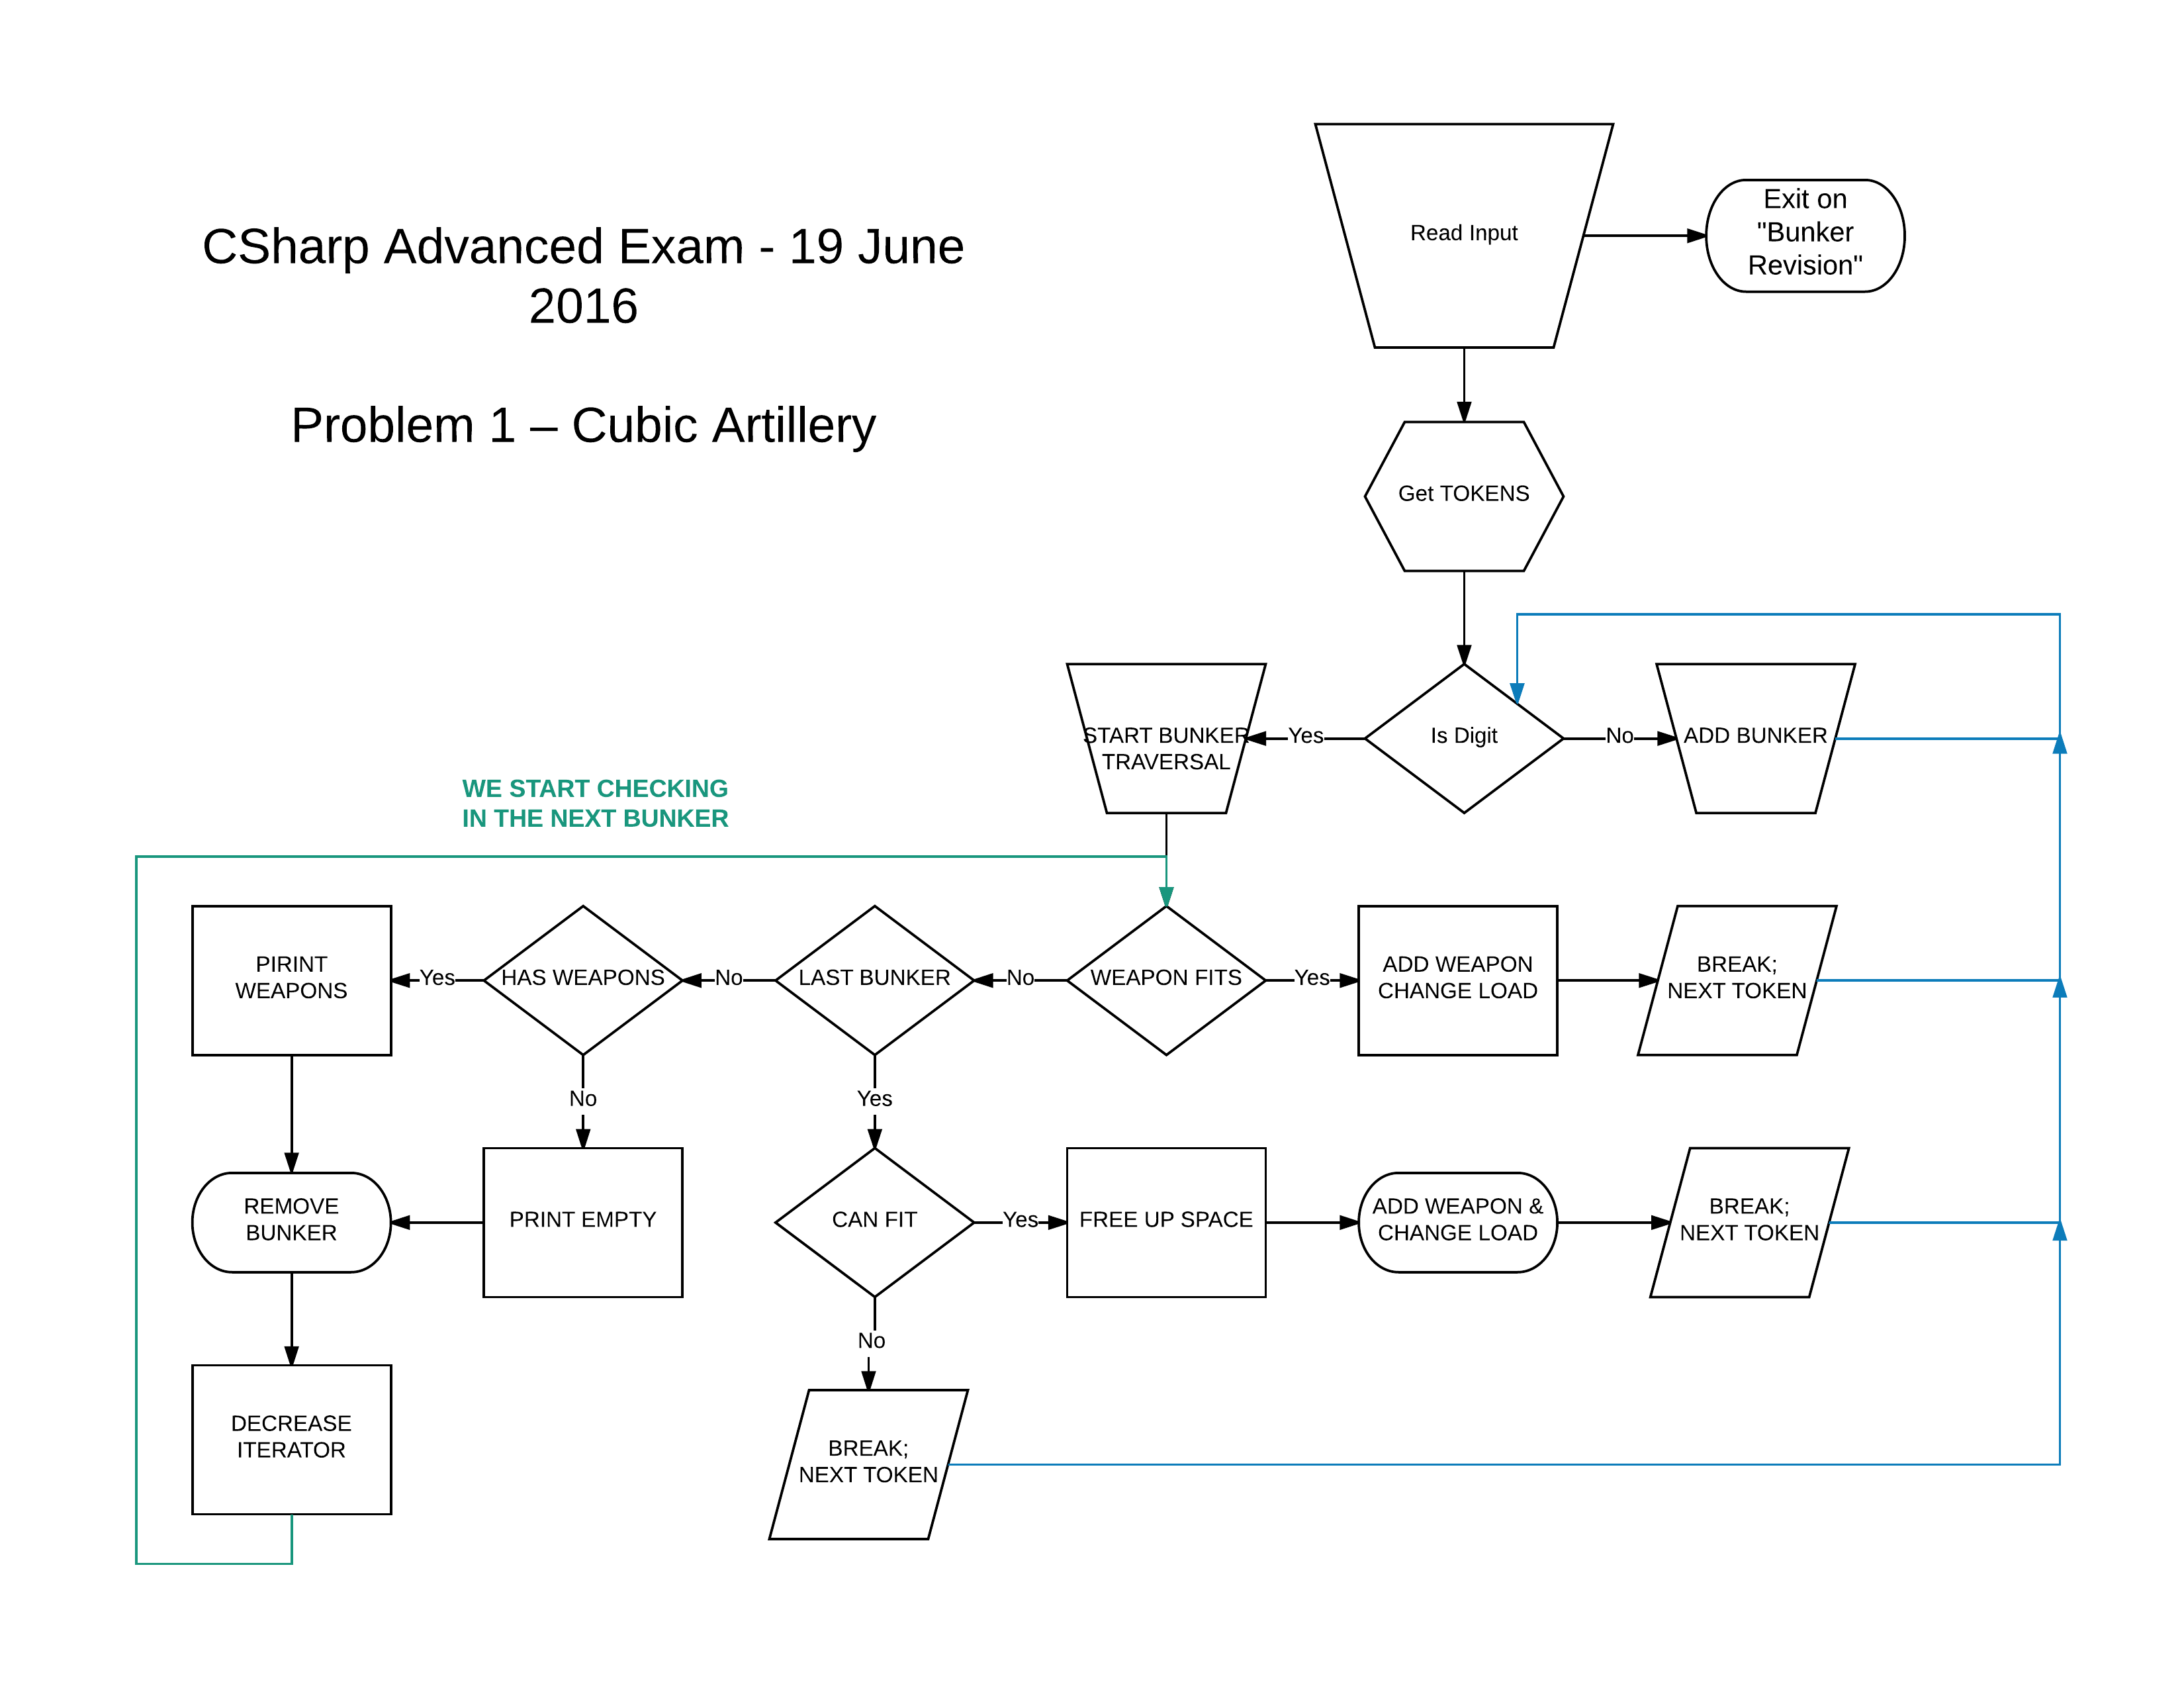 CSharp Advanced Exam - 19 June
2016
Problem 1 – Cubic Artillery
Read Input
Exit on
"Bunker
Revision"
Get TOKENS
START BUNKER
TRAVERSAL
Yes
Is Digit
No
ADD BUNKER
WE START CHECKING
IN THE NEXT BUNKER
PIRINT
WEAPONS
Yes
HAS WEAPONS
No
LAST BUNKER
No
WEAPON FITS
Yes
ADD WEAPON
CHANGE LOAD
BREAK;
NEXT TOKEN
No
Yes
REMOVE
BUNKER
PRINT EMPTY
CAN FIT
Yes
FREE UP SPACE
ADD WEAPON &
CHANGE LOAD
BREAK;
NEXT TOKEN
No
DECREASE
ITERATOR
BREAK;
NEXT TOKEN